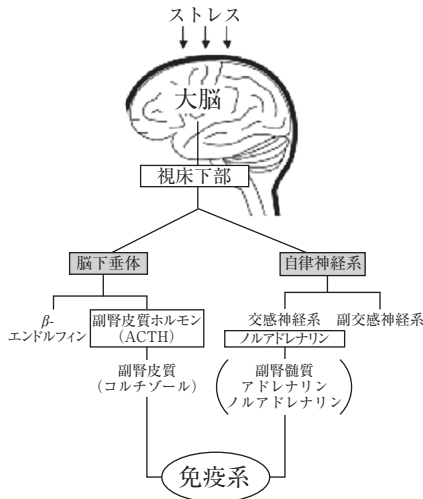 ストレス
大脳
視床下部
脳下垂体
自律神経系
β-
エンドルフィン
副腎皮質ホルモン
（ACTH）
交感神経系
副交感神経系
ノルアドレナリン
副腎皮質
（コルチゾール）
副腎髄質
アドレナリン
ノルアドレナリン
免疫系